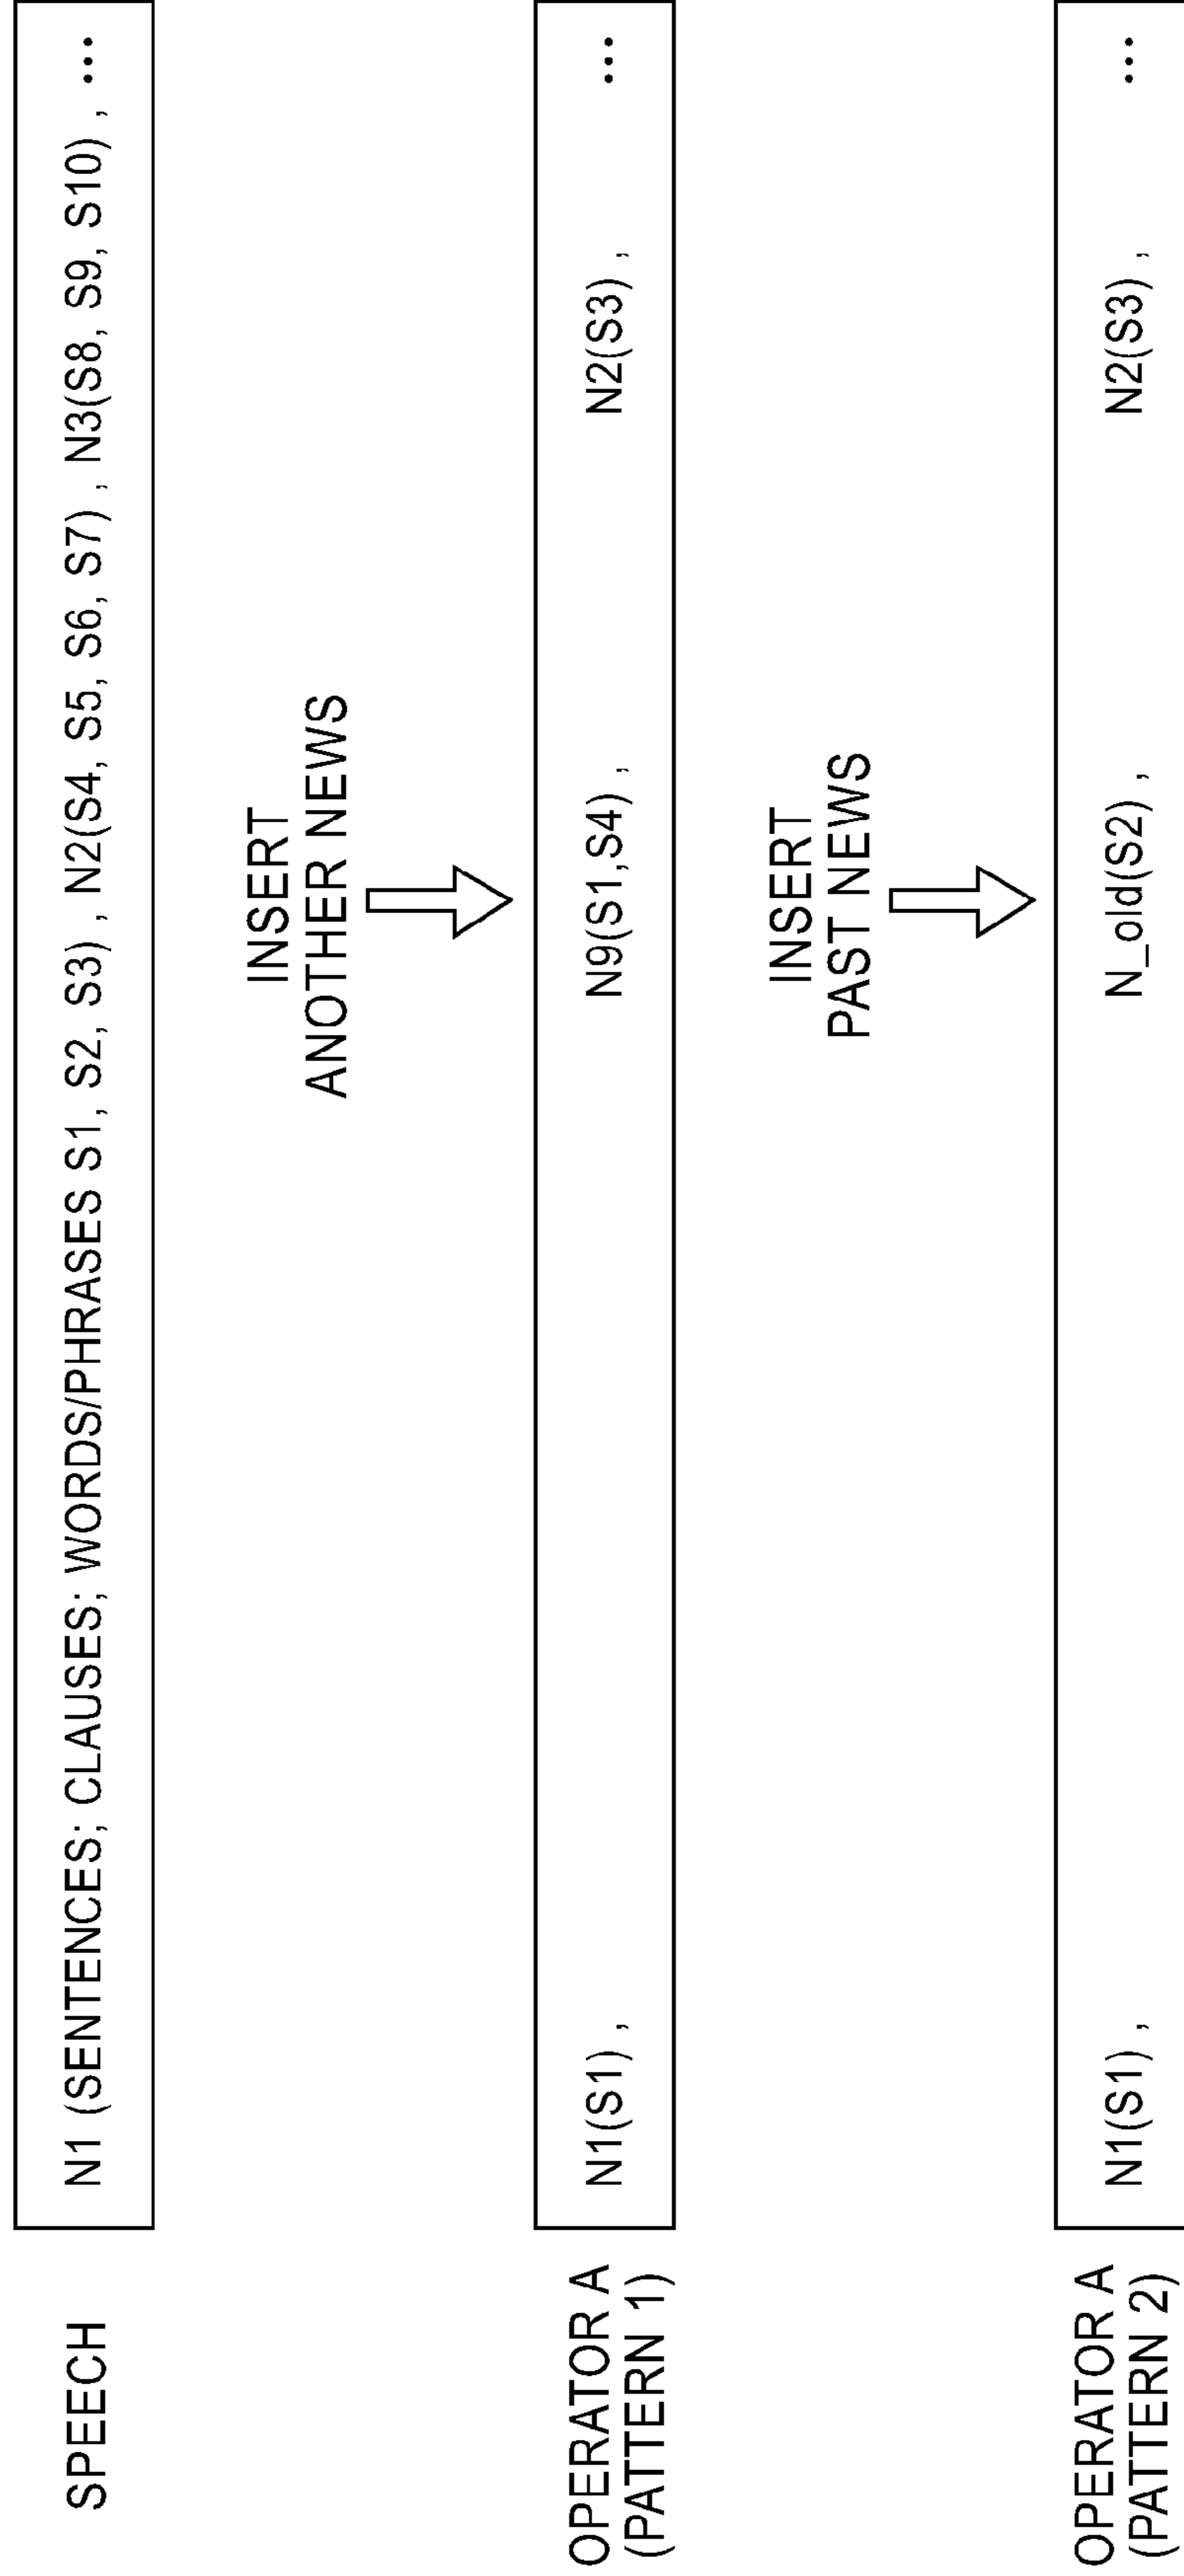 SPEECH
N1 (SENTENCES; CLAUSES; WORDS/PHRASES S1, S2, S3) , N2(S4, S5, S6, S7) , N3(S8, S9, S10) , ...
INSERT
ANOTHER NEWS
OPERATOR A
(PATTERN 1)
N1(S1) , N9(S1,S4) , N2(S3) , ...
INSERT
PAST NEWS
OPERATOR A
(PATTERN 2)
N1(S1) , N_old(S2) , N2(S3) , ...